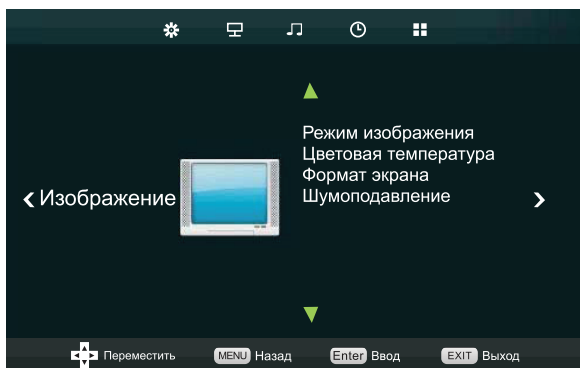 Режим изображения
Цветовая температура
Формат экрана
Шумоподавление
Изображение
Переместить MENU Назад Enter Ввод EXIT Выход